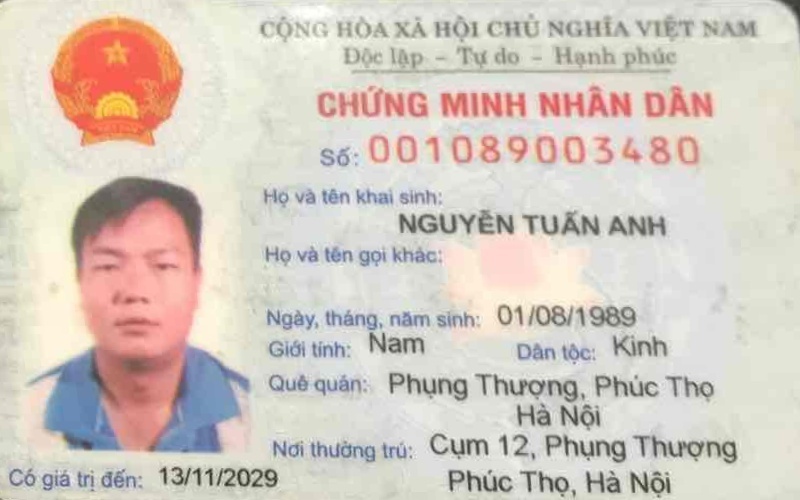 CỘNG HÒA XÃ HỘI CHỦ NGHĨA VIỆT NAM
Độc lập - Tự do - Hạnh phúc
CHỨNG MINH NHÂN DÂN
Số: 001089003480
Họ và tên khai sinh:
NGUYỄN TUẤN ANH
Họ và tên gọi khác:
Ngày, tháng, năm sinh: 01/08/1989
Giới tính: Nam Dân tộc: Kinh
Quê quán: Phụng Thượng, Phúc Thọ
Hà Nội
Nơi thường trú: Cụm 12, Phụng Thượng
Phúc Thọ, Hà Nội
Có giá trị đến: 13/11/2029